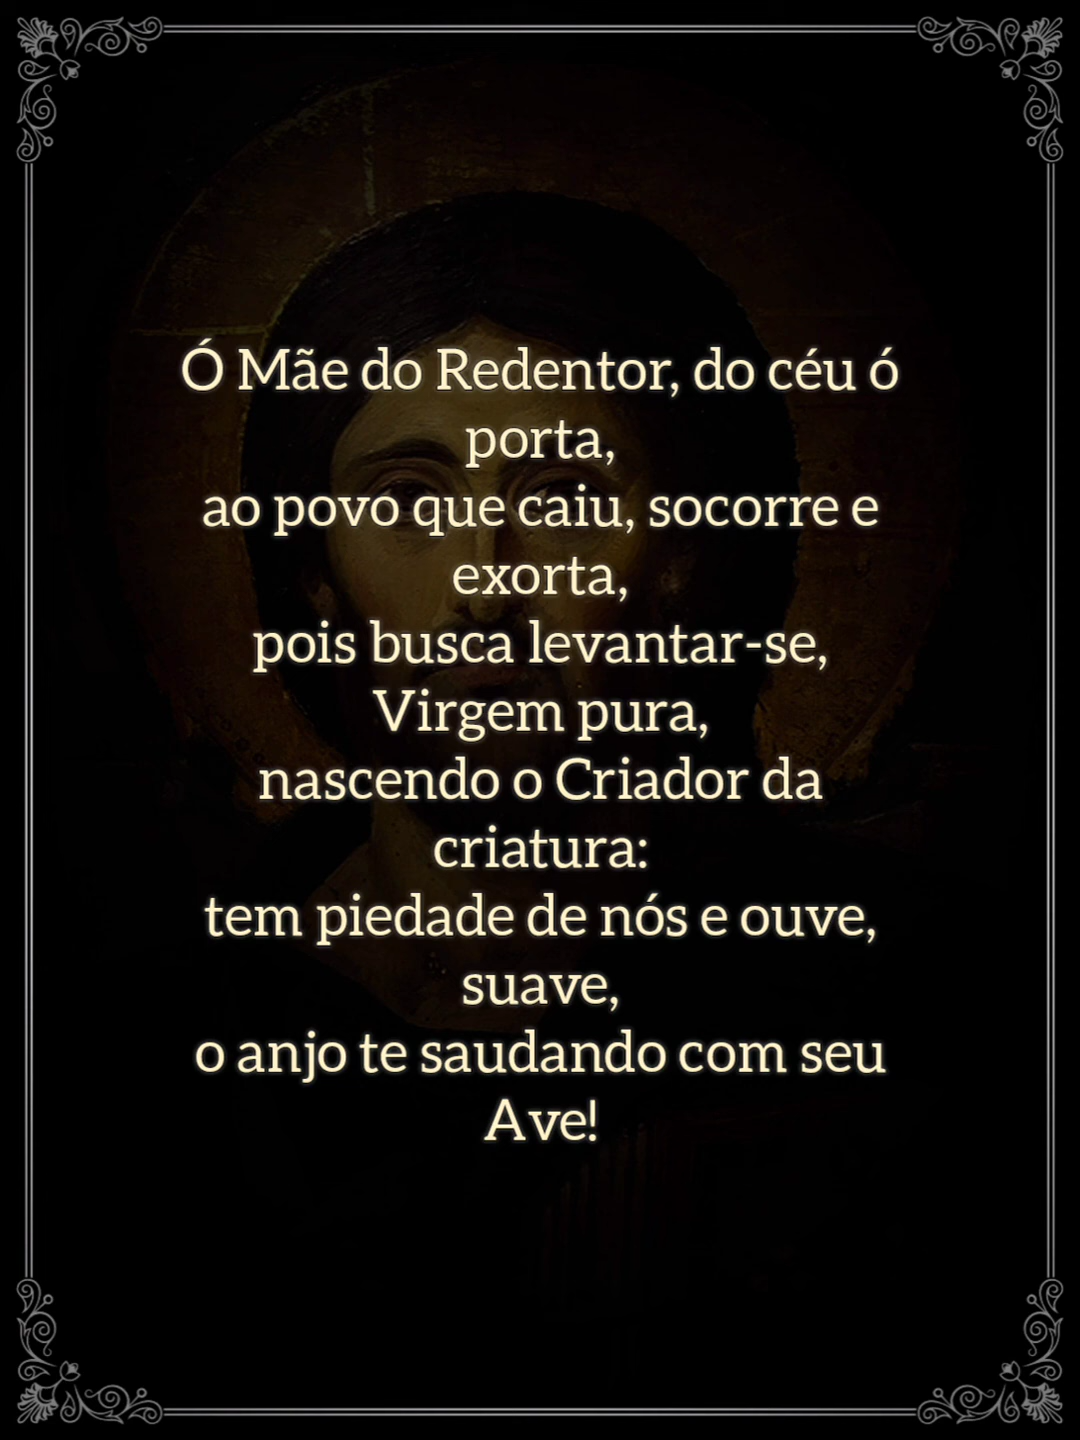 Ó Mãe do Redentor, do céu ó
porta,
ao povo que caiu, socorre e
exorta,
pois busca levantar-se,
Virgem pura,
nascendo o Criador da
criatura:
tem piedade de nós e ouve,
suave,
o anjo te saudando com seu
Ave!